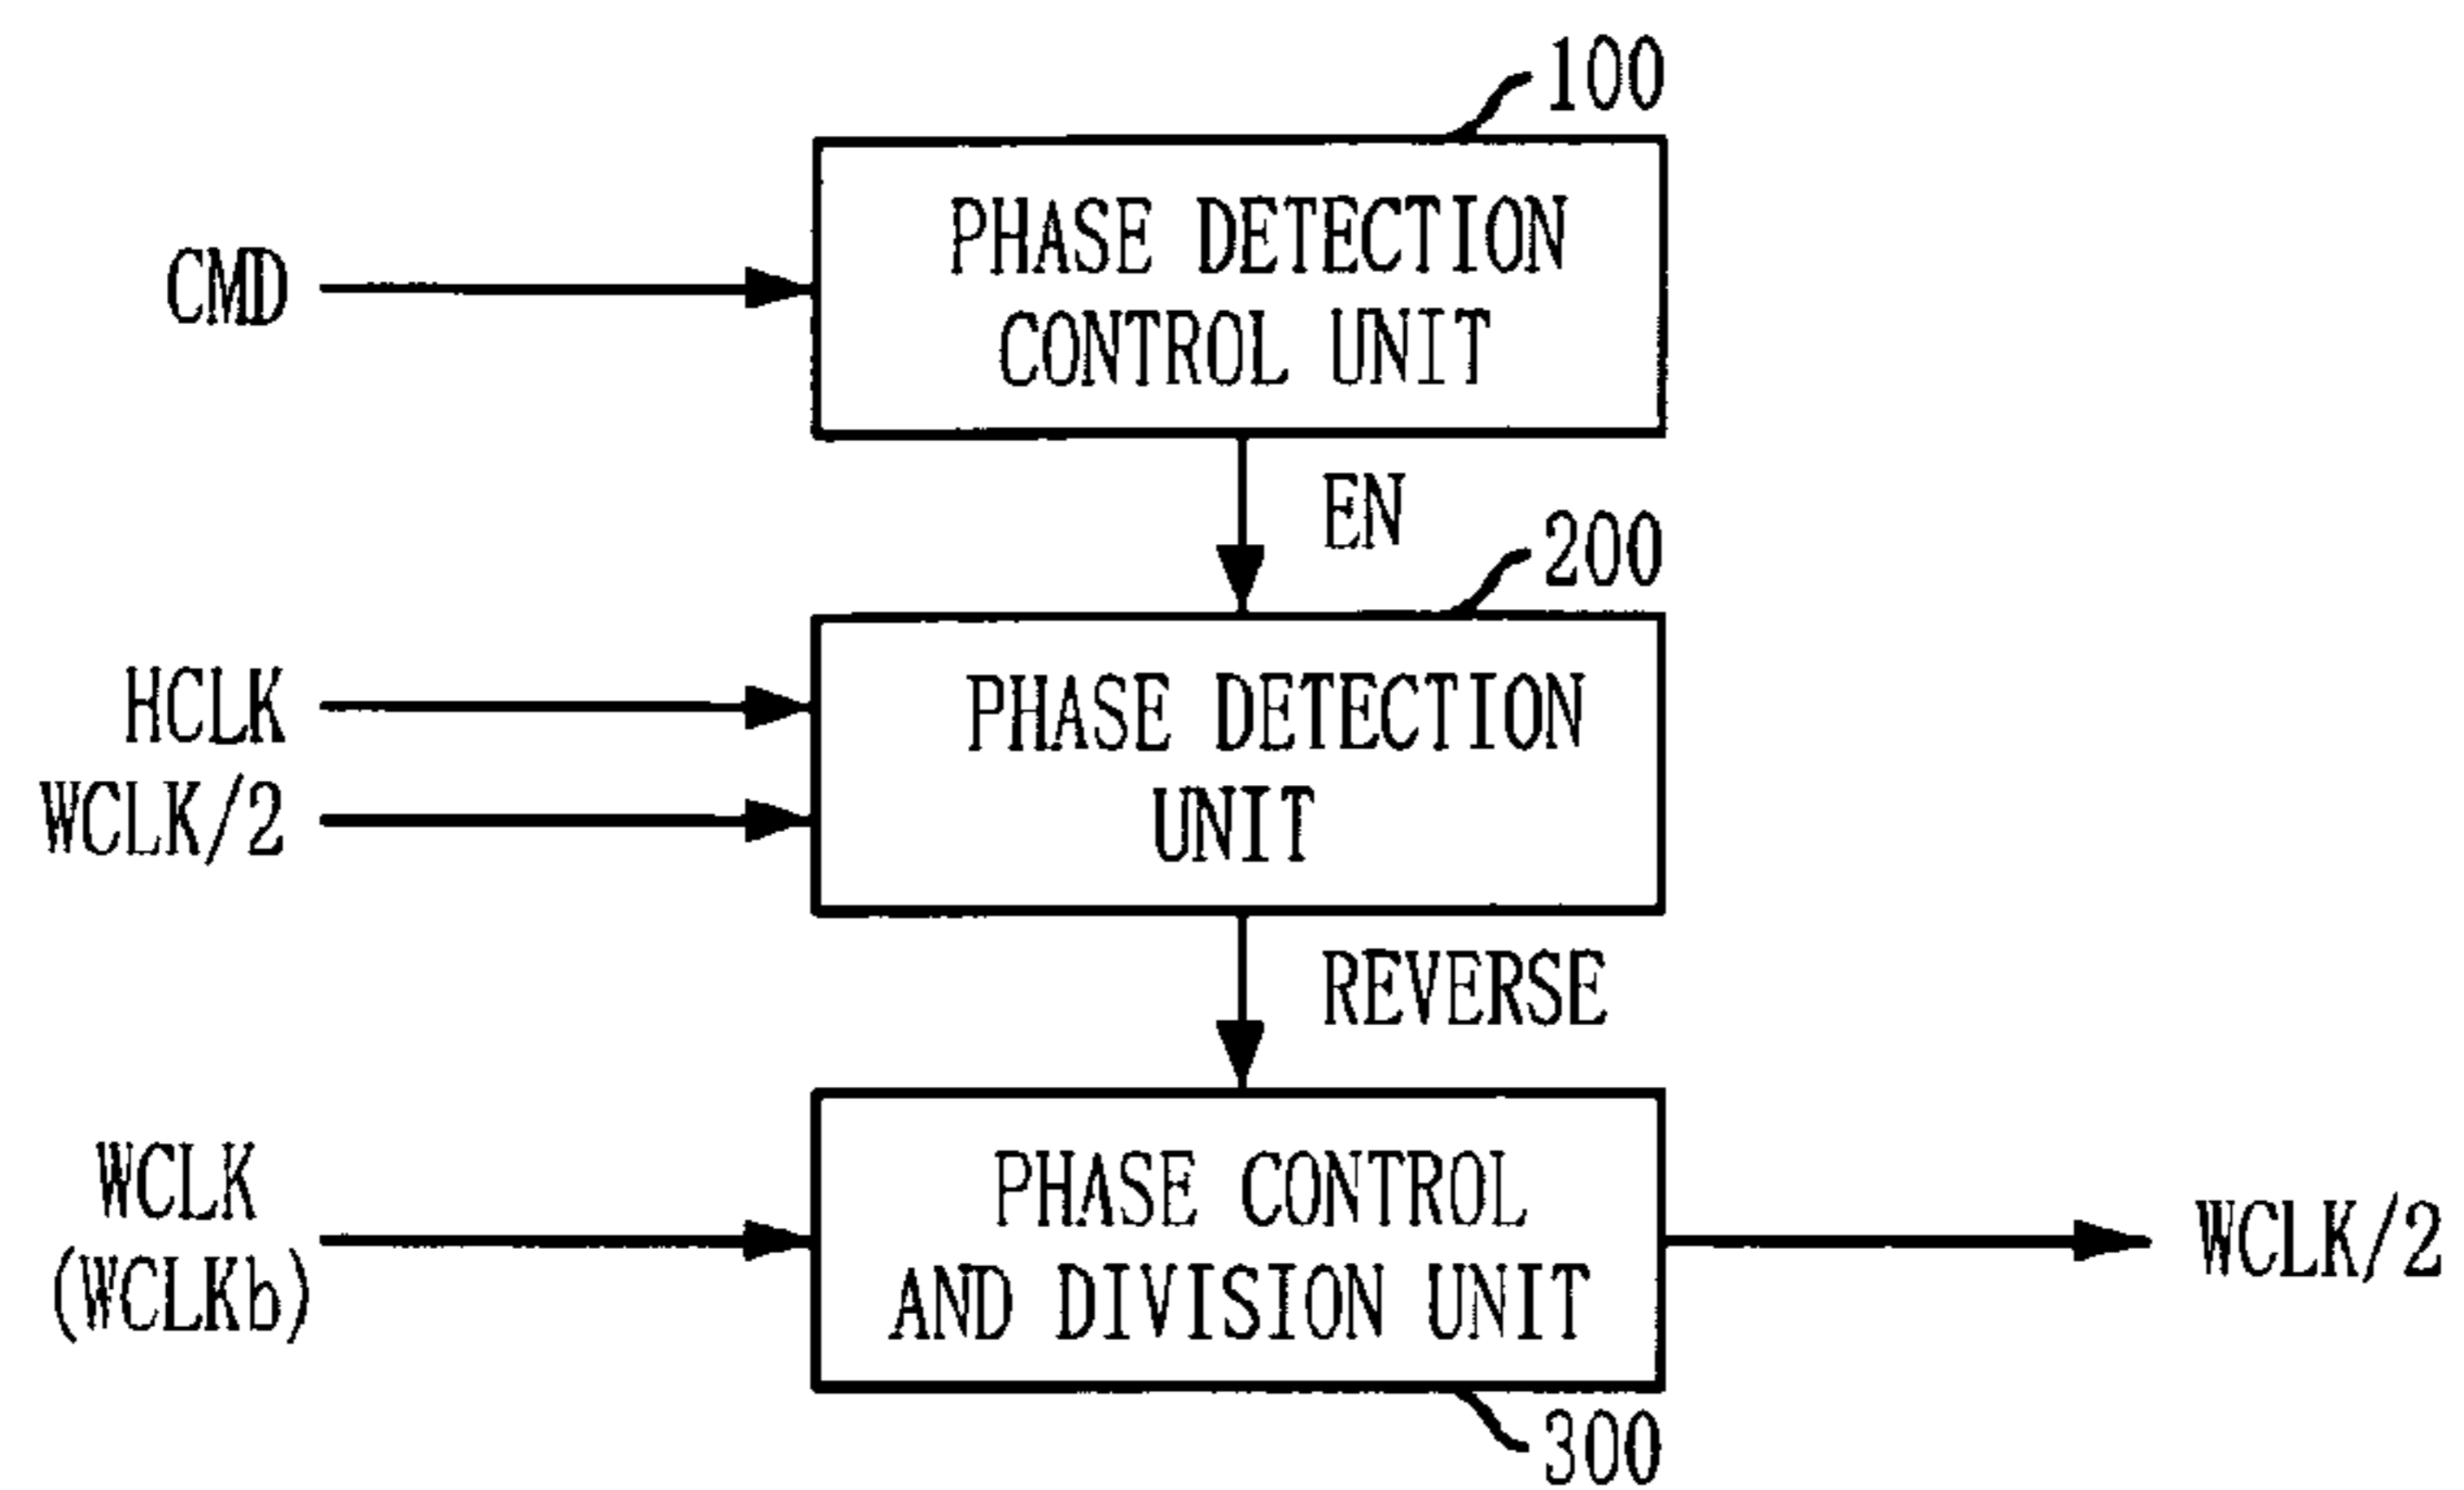 100
PHASE DETECTION
CONTROL UNIT
CMD
EN
200
HCLK
WCLK/2
PHASE DETECTION
UNIT
REVERSE
WCLK
(WCLKb)
PHASE CONTROL
AND DIVISION UNIT
WCLK/2
300